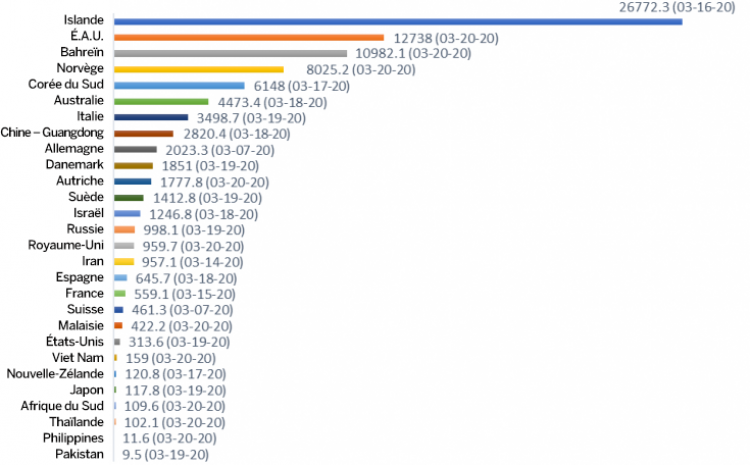 Islande 26772.3 (03-16-20)
É.A.U. 12738 (03-20-20)
Bahreïn 10982.1 (03-20-20)
Norvège 8025.2 (03-20-20)
Corée du Sud 6148 (03-17-20)
Australie 4473.4 (03-18-20)
Italie 3498.7 (03-19-20)
Chine – Guangdong 2820.4 (03-18-20)
Allemagne 2023.3 (03-07-20)
Danemark 1851 (03-19-20)
Autriche 1777.8 (03-20-20)
Suède 1412.8 (03-19-20)
Israël 1246.8 (03-18-20)
Russie 998.1 (03-19-20)
Royaume-Uni 959.7 (03-20-20)
Iran 957.1 (03-14-20)
Espagne 645.7 (03-18-20)
France 559.1 (03-15-20)
Suisse 461.3 (03-07-20)
Malaisie 422.2 (03-20-20)
États-Unis 313.6 (03-19-20)
Viet Nam 159 (03-20-20)
Nouvelle-Zélande 120.8 (03-17-20)
Japon 117.8 (03-19-20)
Afrique du Sud 109.6 (03-20-20)
Thaïlande 102.1 (03-20-20)
Philippines 11.6 (03-20-20)
Pakistan 9.5 (03-19-20)